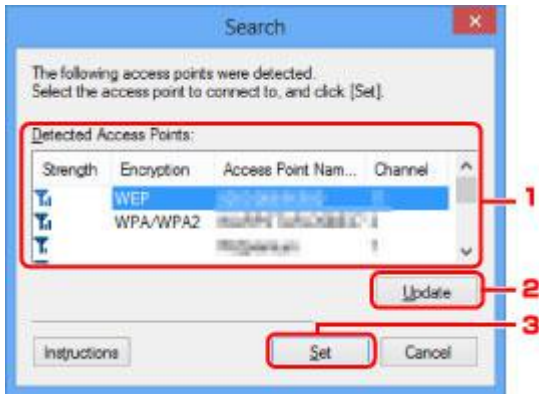 Search
The following access points were detected.
Select the access point to connect to, and click [Set].
Detected Access Points:
Strength Encryption Access Point Nam... Channel
WEP
WPA/WPA2
1
Update
2
3
Instructions Set Cancel